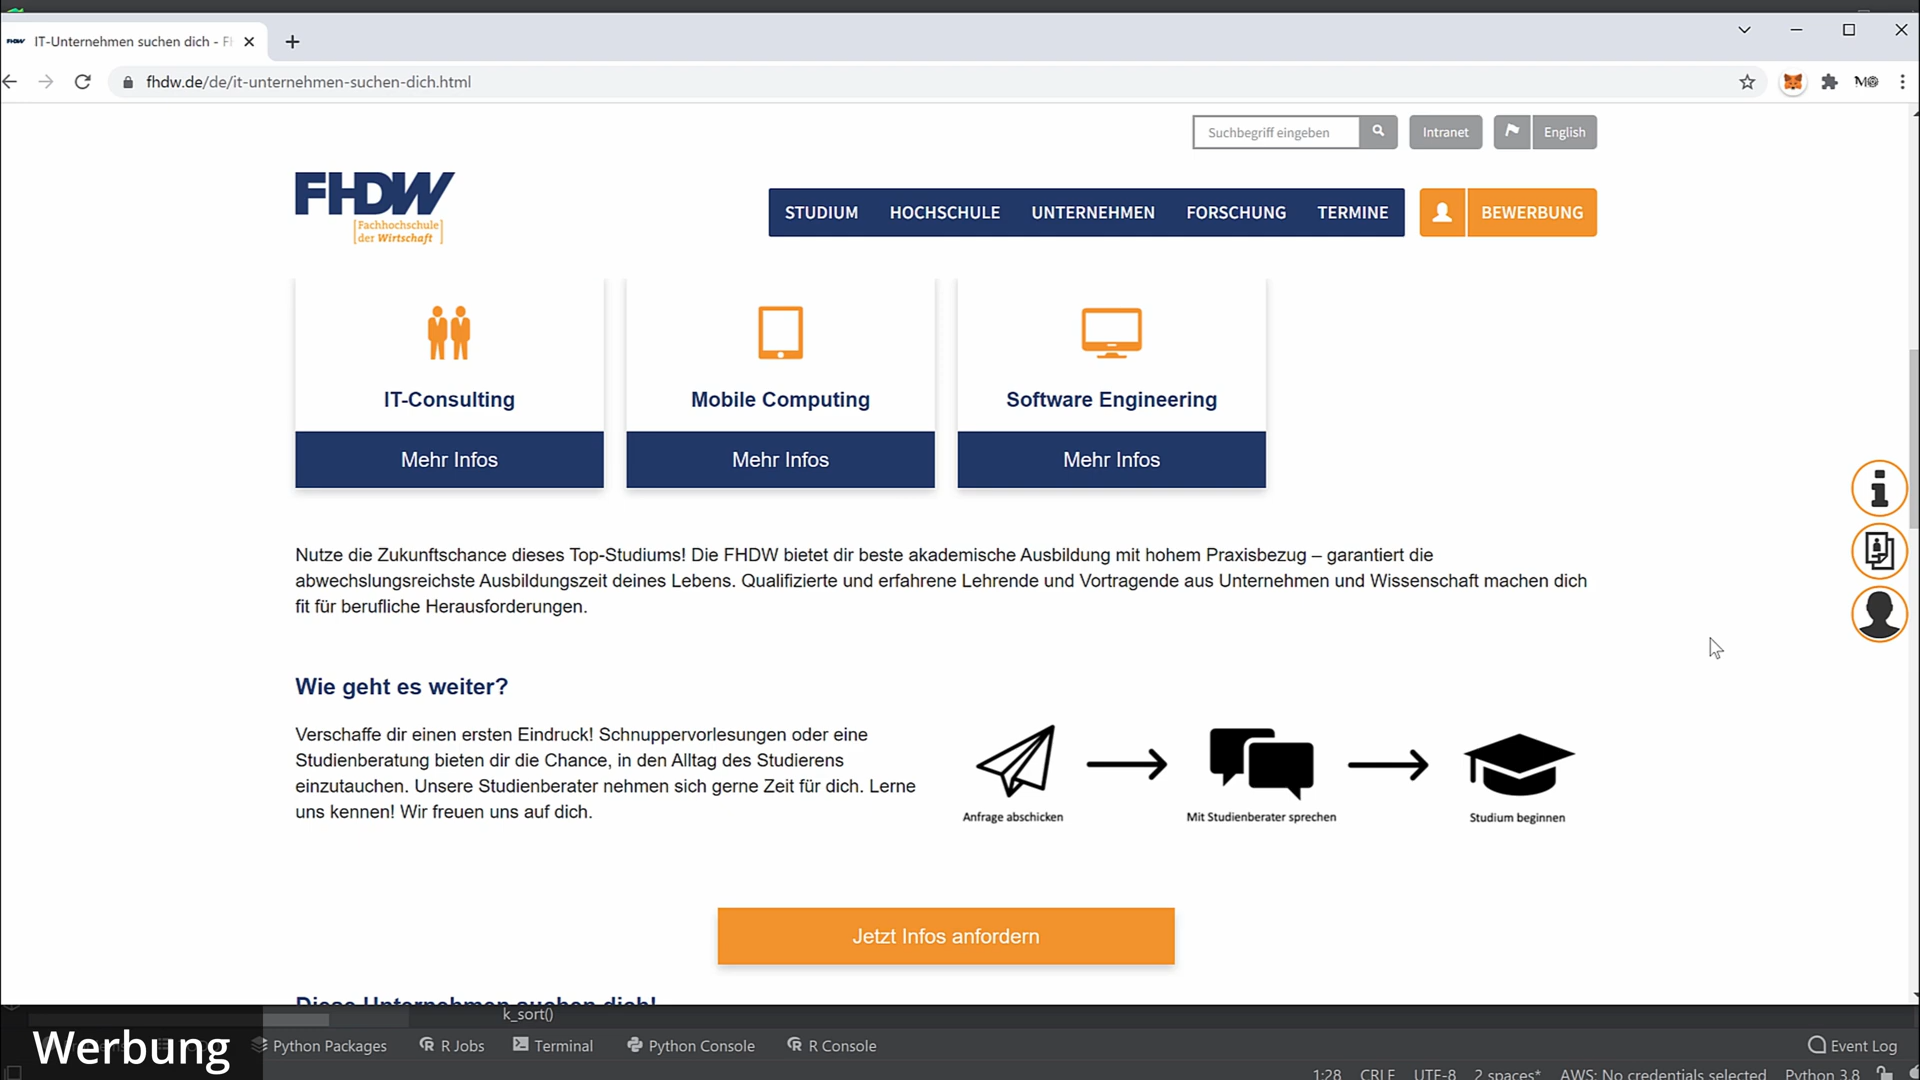 IT-Unternehmen suchen dich - F
fhdw.de/de/it-unternehmen-suchen-dich.html
Suchbegriff eingeben
Intranet
English
FHDW
Fachhochschule
der Wirtschaft
STUDIUM
HOCHSCHULE
UNTERNEHMEN
FORSCHUNG
TERMINE
BEWERBUNG
IT-Consulting
Mobile Computing
Software Engineering
Mehr Infos
Mehr Infos
Mehr Infos
Nutze die Zukunftschance dieses Top-Studiums! Die FHDW bietet dir beste akademische Ausbildung mit hohem Praxisbezug – garantiert die
abwechslungsreichste Ausbildungszeit deines Lebens. Qualifizierte und erfahrene Lehrende und Vortragende aus Unternehmen und Wissenschaft machen dich
fit für berufliche Herausforderungen.
Wie geht es weiter?
Verschaffe dir einen ersten Eindruck! Schnuppervorlesungen oder eine
Studienberatung bieten dir die Chance, in den Alltag des Studierens
einzutauchen. Unsere Studienberater nehmen sich gerne Zeit für dich. Lerne
uns kennen! Wir freuen uns auf dich.
Anfrage abschicken
Mit Studienberater sprechen
Studium beginnen
Jetzt Infos anfordern
Diese Unternehmen suchen dich!
k_sort()
Werbung
Python Packages
R Jobs
Terminal
Python Console
R Console
Event Log
1:28
CRLF
UTF-8
2 spaces*
AWS: No credentials selected
Python 3.8